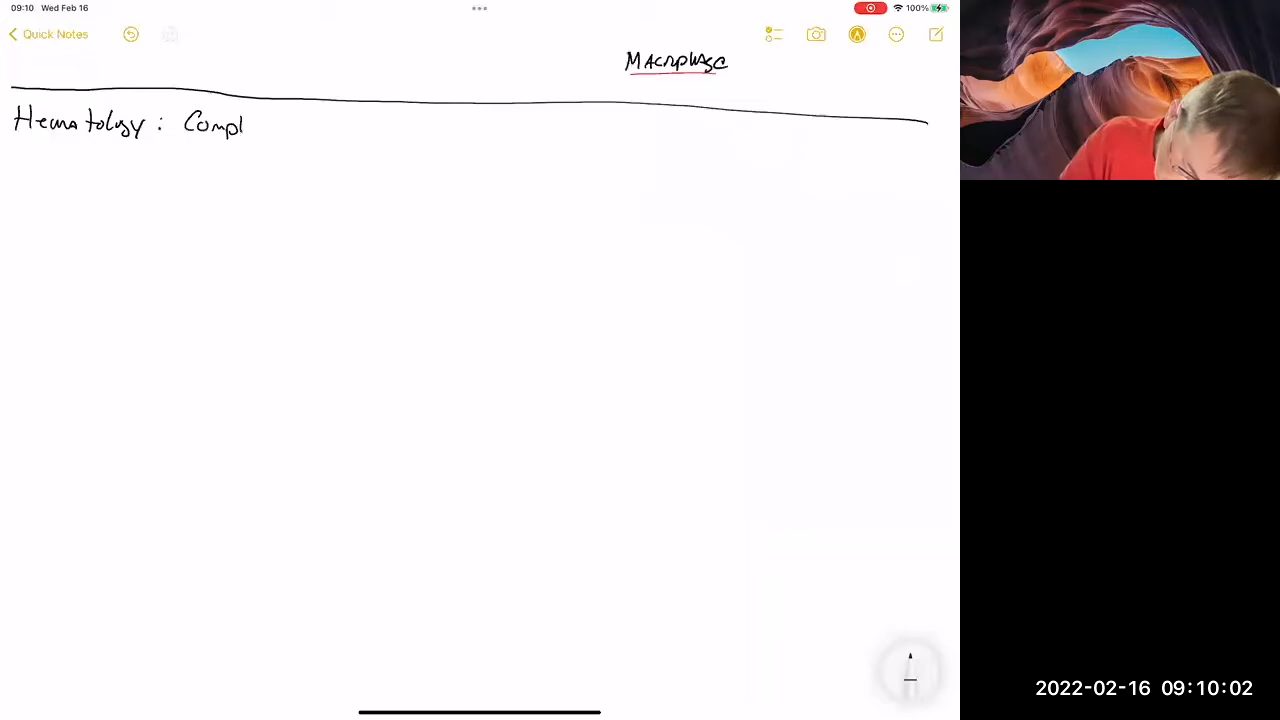 09:10 Wed Feb 16 100%
Quick Notes
Macrophage
Hematology : Compl
2022-02-16 09:10:02